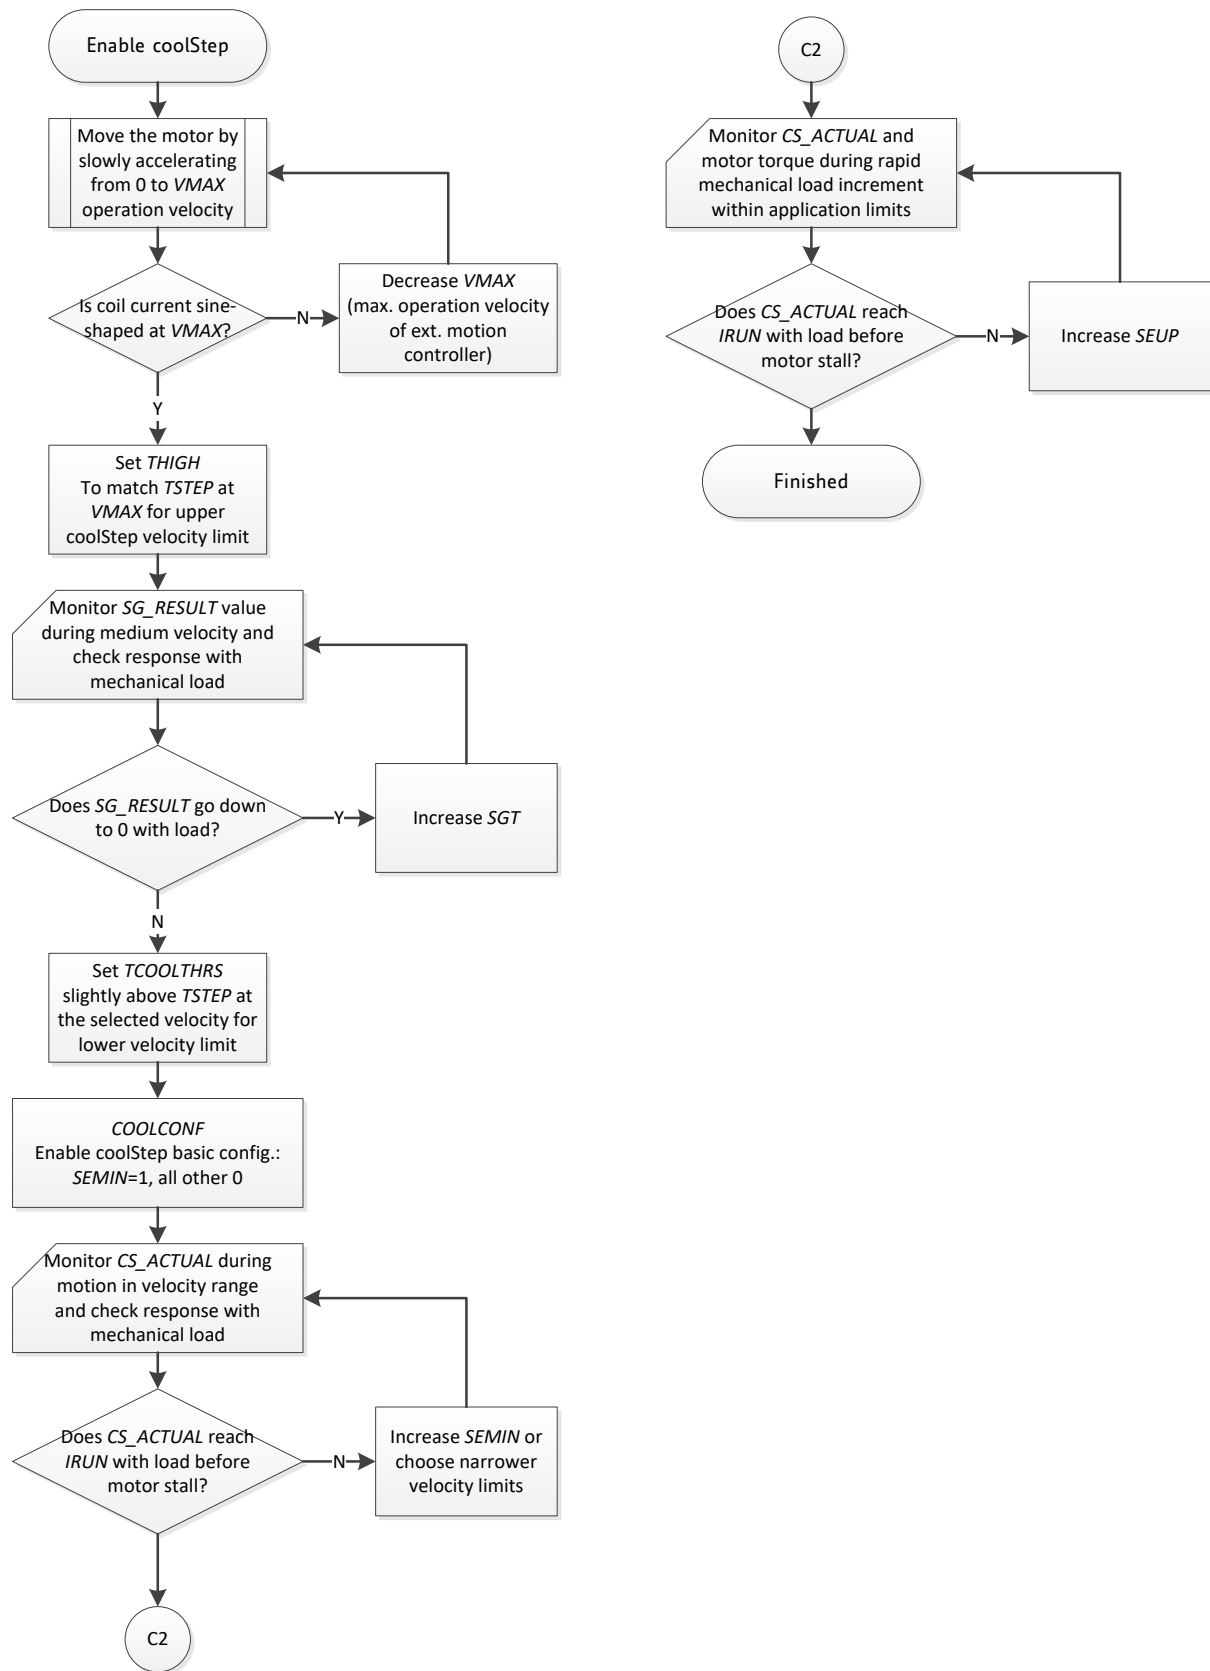 Enable coolStep
Move the motor by
slowly accelerating
from 0 to VMAX
operation velocity
Is coil current sine-
shaped at VMAX?
N
Decrease VMAX
(max. operation velocity
of ext. motion
controller)
Y
Set THIGH
To match TSTEP at
VMAX for upper
coolStep velocity limit
Monitor SG_RESULT value
during medium velocity and
check response with
mechanical load
Does SG_RESULT go down
to 0 with load?
Y
Increase SGT
N
Set TCOOLTHRS
slightly above TSTEP at
the selected velocity for
lower velocity limit
COOLCONF
Enable coolStep basic config.:
SEMIN=1, all other 0
Monitor CS_ACTUAL during
motion in velocity range
and check response with
mechanical load
Does CS_ACTUAL reach
IRUN with load before
motor stall?
N
Increase SEMIN or
choose narrower
velocity limits
C2
C2
Monitor CS_ACTUAL and
motor torque during rapid
mechanical load increment
within application limits
Does CS_ACTUAL reach
IRUN with load before
motor stall?
N
Increase SEUP
Finished